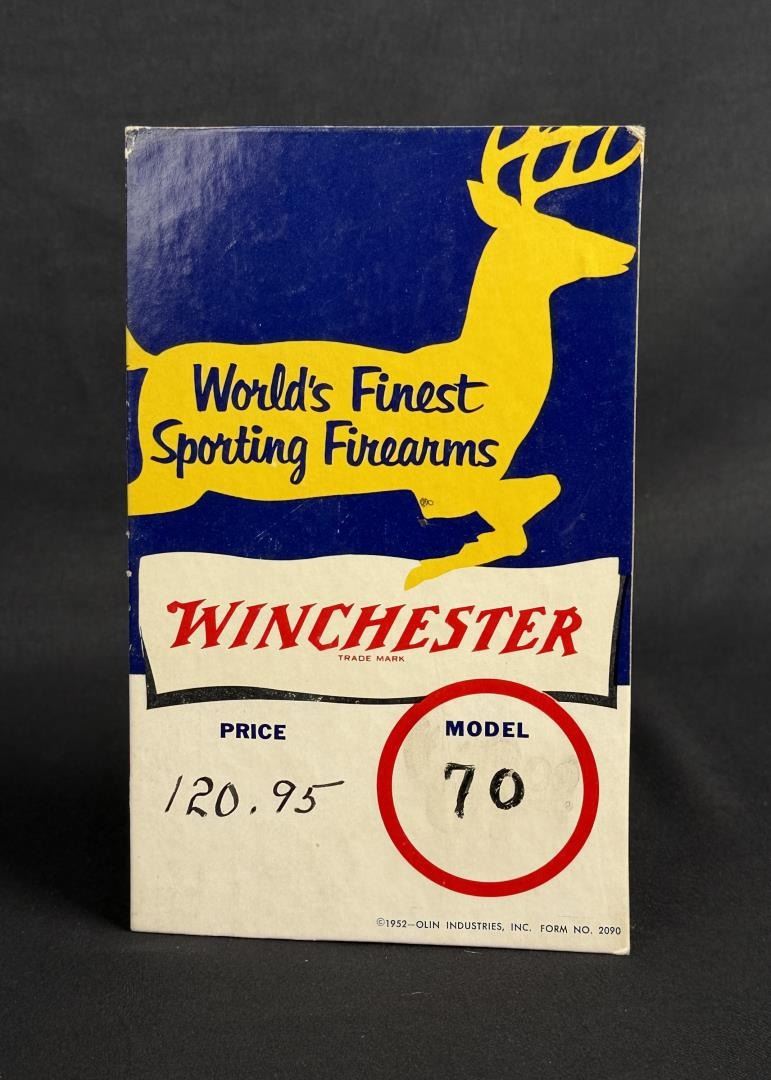 World's Finest
Sporting Firearms
WINCHESTER
TRADE MARK
PRICE
MODEL
120.95
70
©1952—OLIN INDUSTRIES, INC. FORM NO. 2090